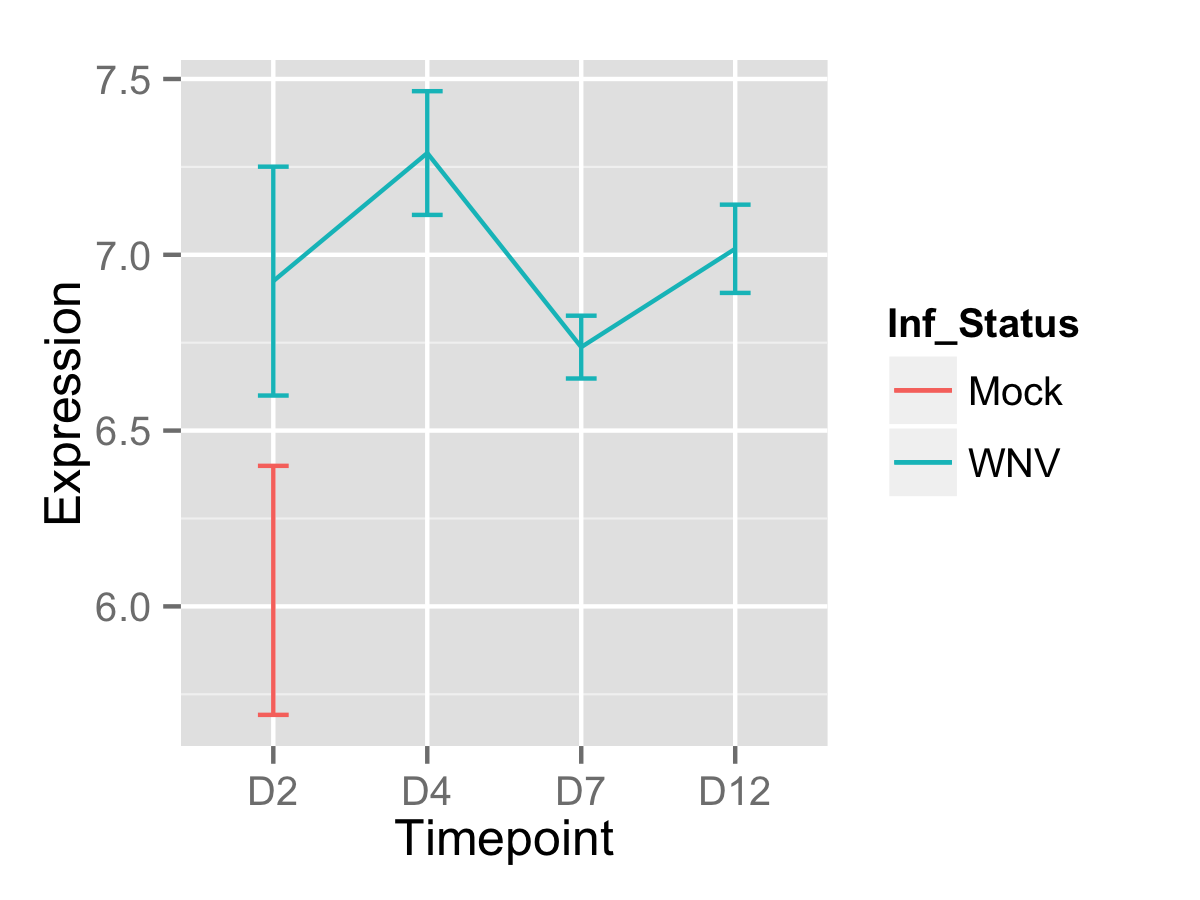 7.5
7.0
6.5
6.0
Expression
D2 D4 D7 D12
Timepoint
Inf_Status
Mock
WNV